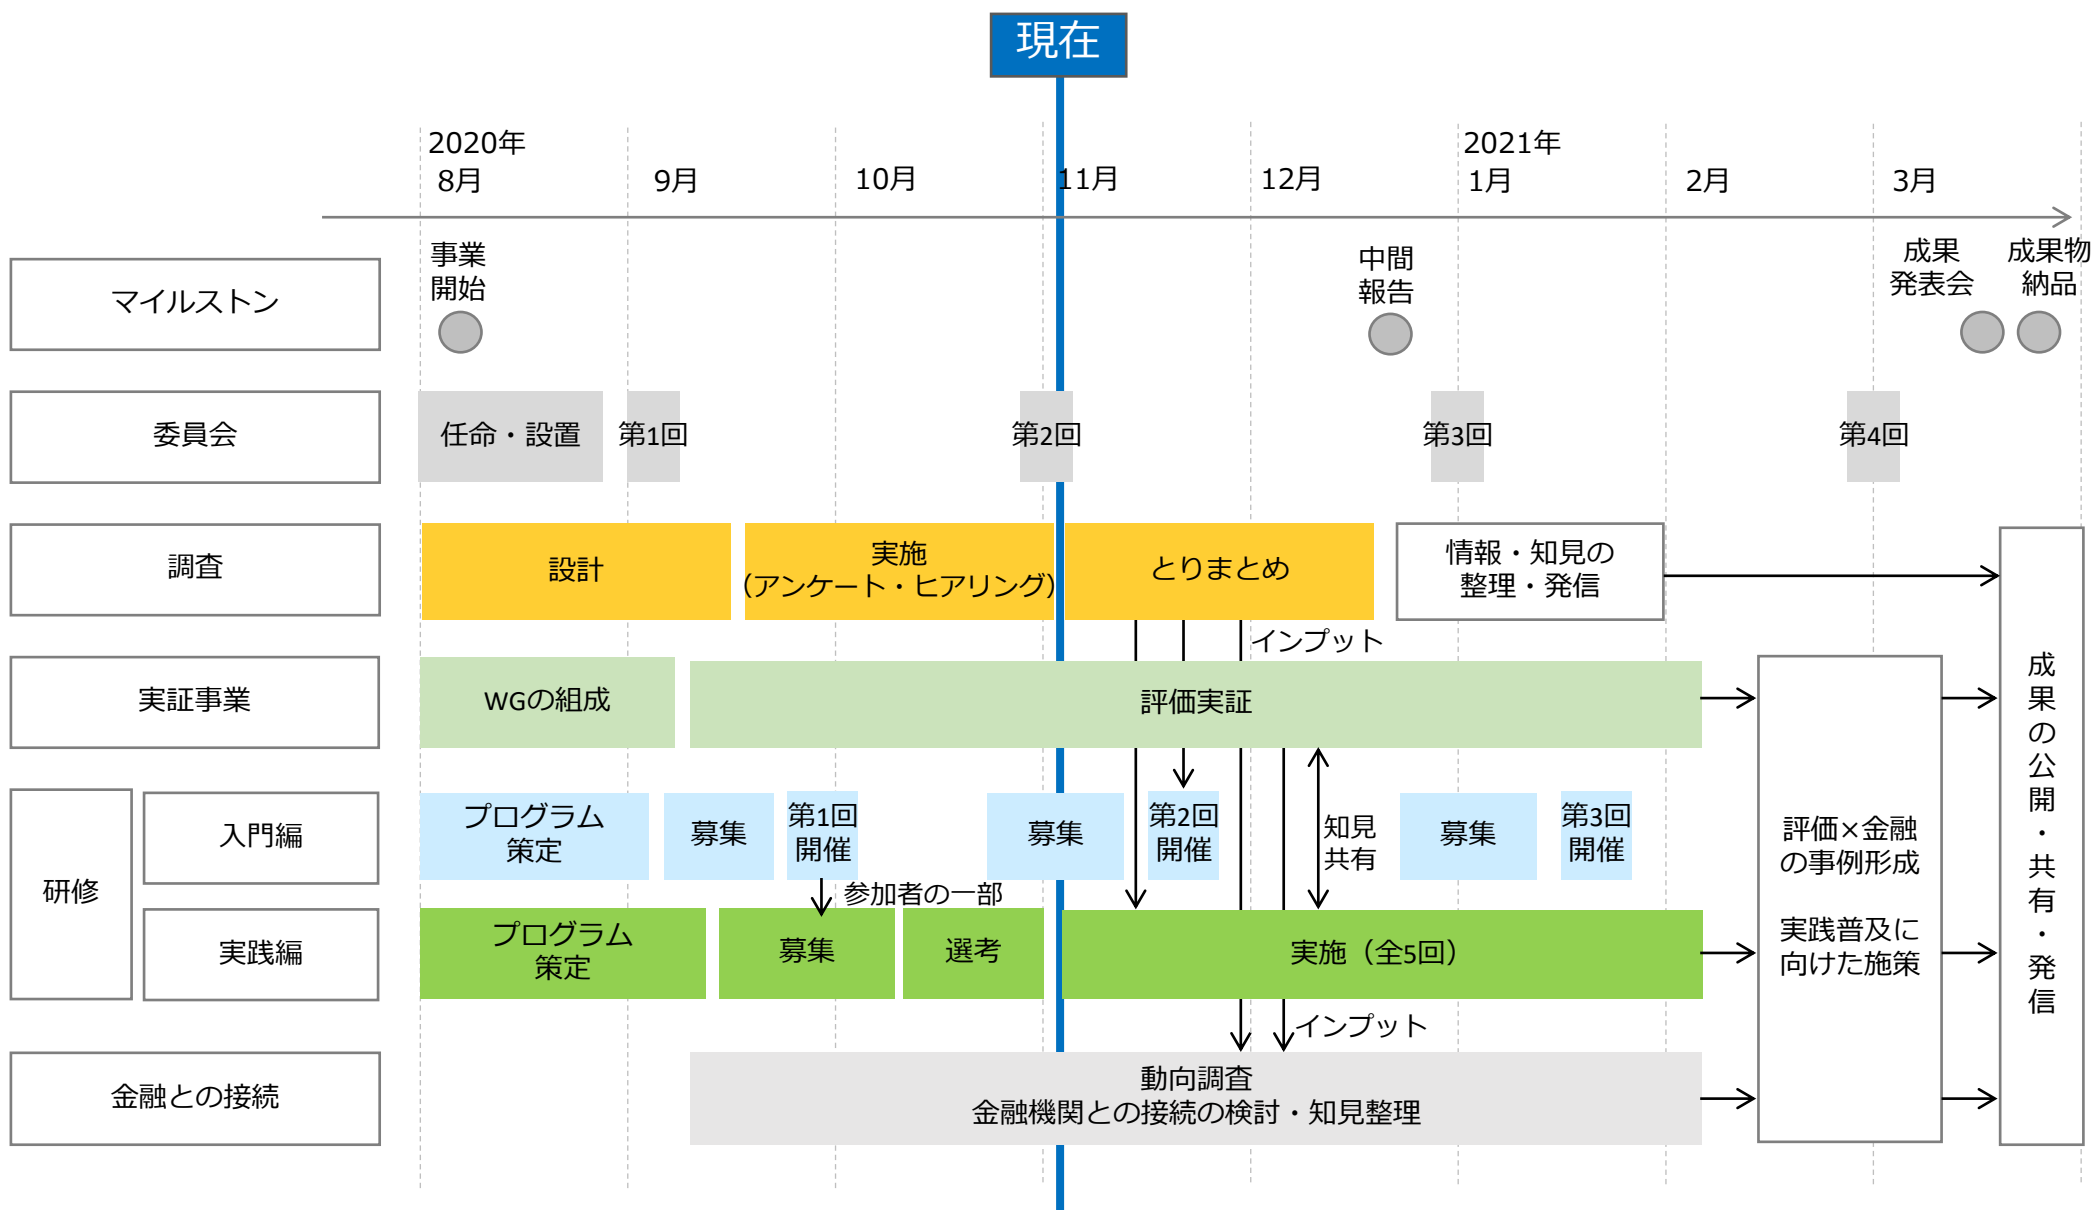 現在
2020年
8月
9月
10月
11月
12月
2021年
1月
2月
3月
マイルストン
事業
開始
中間
報告
成果
発表会
成果物
納品
委員会
任命・設置
第1回
第2回
第3回
第4回
調査
設計
実施
（アンケート・ヒアリング）
とりまとめ
情報・知見の
整理・発信
インプット
実証事業
WGの組成
評価実証
研修
入門編
プログラム
策定
募集
第1回
開催
募集
第2回
開催
知見
共有
募集
第3回
開催
参加者の一部
実践編
プログラム
策定
募集
選考
実施（全5回）
インプット
金融との接続
動向調査
金融機関との接続の検討・知見整理
評価×金融
の事例形成
実践普及に
向けた施策
成果の公開・共有・発信